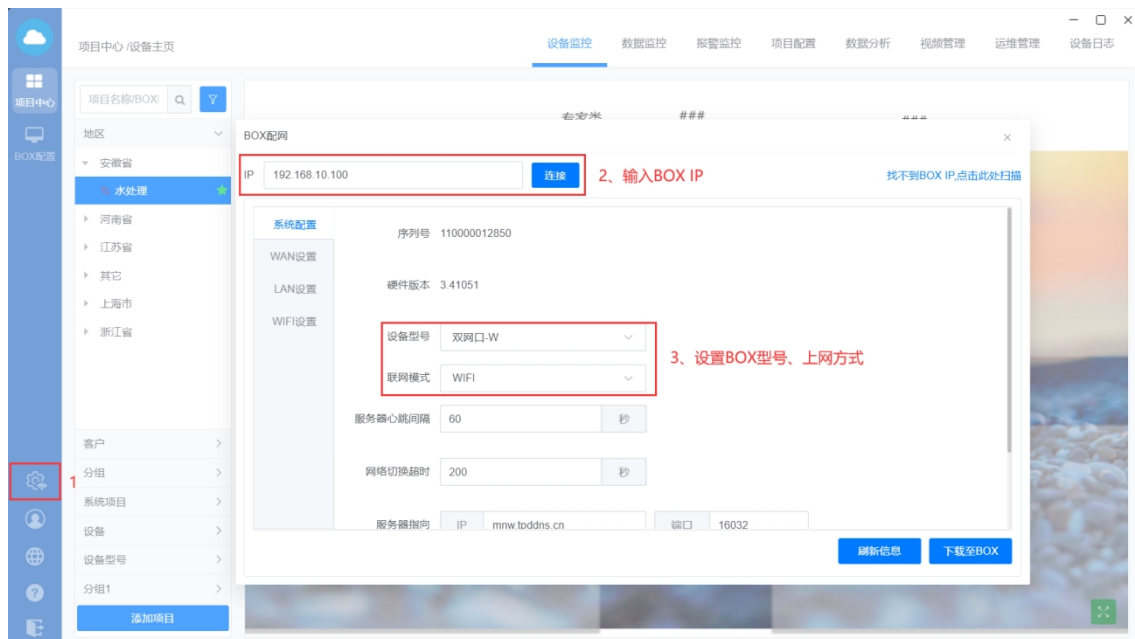 项目中心 /设备主页
设备监控 数据监控 报警监控 项目配置 数据分析 视频管理 运维管理 设备日志
项目中心
BOX配置
项目名称/BOX
地区
安徽省
水处理
河南省
江苏省
其它
上海市
浙江省
客户
分组
系统项目
设备
设备型号
分组1
添加项目
1
专家类 ### ###
BOX配网
IP 192.168.10.100 连接 2、输入BOX IP 找不到BOX IP,点击此处扫描
系统配置
WAN设置
LAN设置
WIFI设置
序列号 110000012850
硬件版本 3.41051
设备型号 双网口-W
联网模式 WIFI
3、设置BOX型号、上网方式
服务器心跳间隔 60 秒
网络切换超时 200 秒
服务器指向 IP mnw.tpddns.cn 端口 16032
刷新信息 下载至BOX